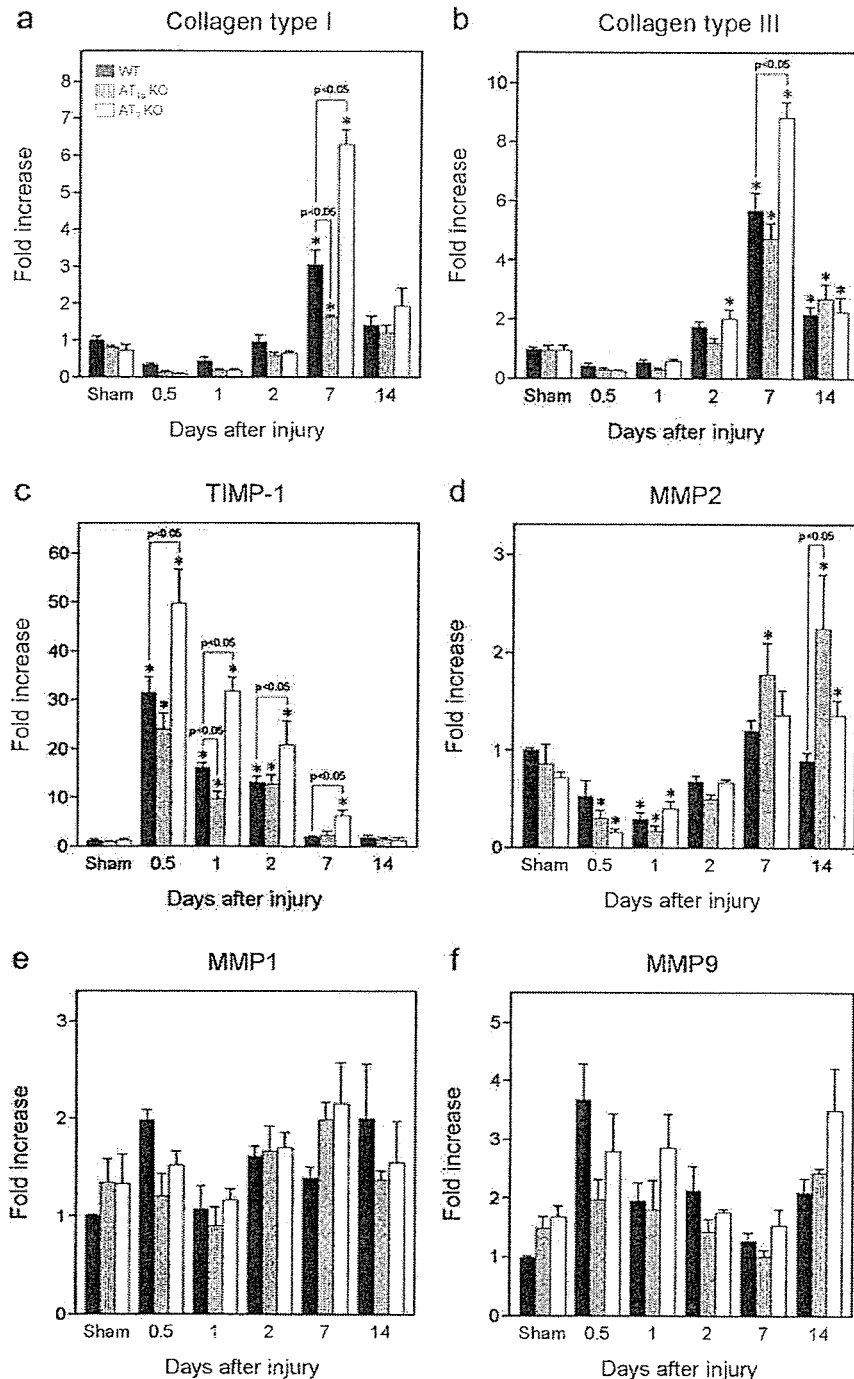 a Collagen type I
b Collagen type III
WT
AT1a KO
AT2 KO
Fold increase
8
7
6
5
4
3
2
1
0
p<0.05
*
p<0.05
*
*
Sham 0.5 1 2 7 14
Days after injury
Fold increase
10
8
6
4
2
0
p<0.05
*
*
*
*
*
*
*
Sham 0.5 1 2 7 14
Days after injury
c TIMP-1
d MMP2
Fold increase
60
50
40
30
20
10
0
p<0.05
*
*
*
p<0.05
*
p<0.05
*
*
p<0.05
*
*
*
p<0.05
*
Sham 0.5 1 2 7 14
Days after injury
Fold increase
3
2
1
0
p<0.05
*
*
*
*
*
*
*
*
Sham 0.5 1 2 7 14
Days after injury
e MMP1
f MMP9
Fold increase
3
2
1
0
Sham 0.5 1 2 7 14
Days after injury
Fold increase
5
4
3
2
1
0
Sham 0.5 1 2 7 14
Days after injury